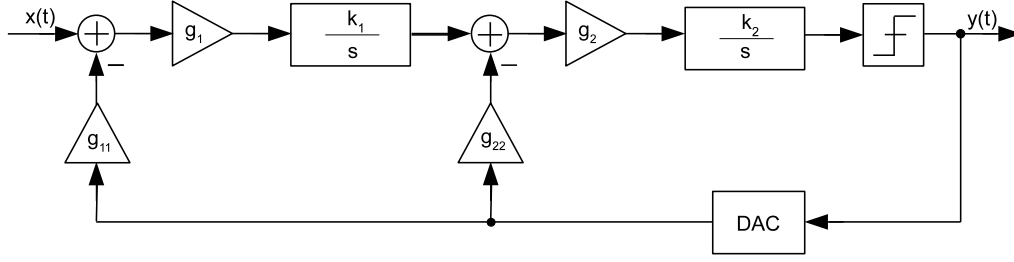 x(t)
g₁
k₁
s
g₂
k₂
s
y(t)
g₁₁
g₂₂
DAC